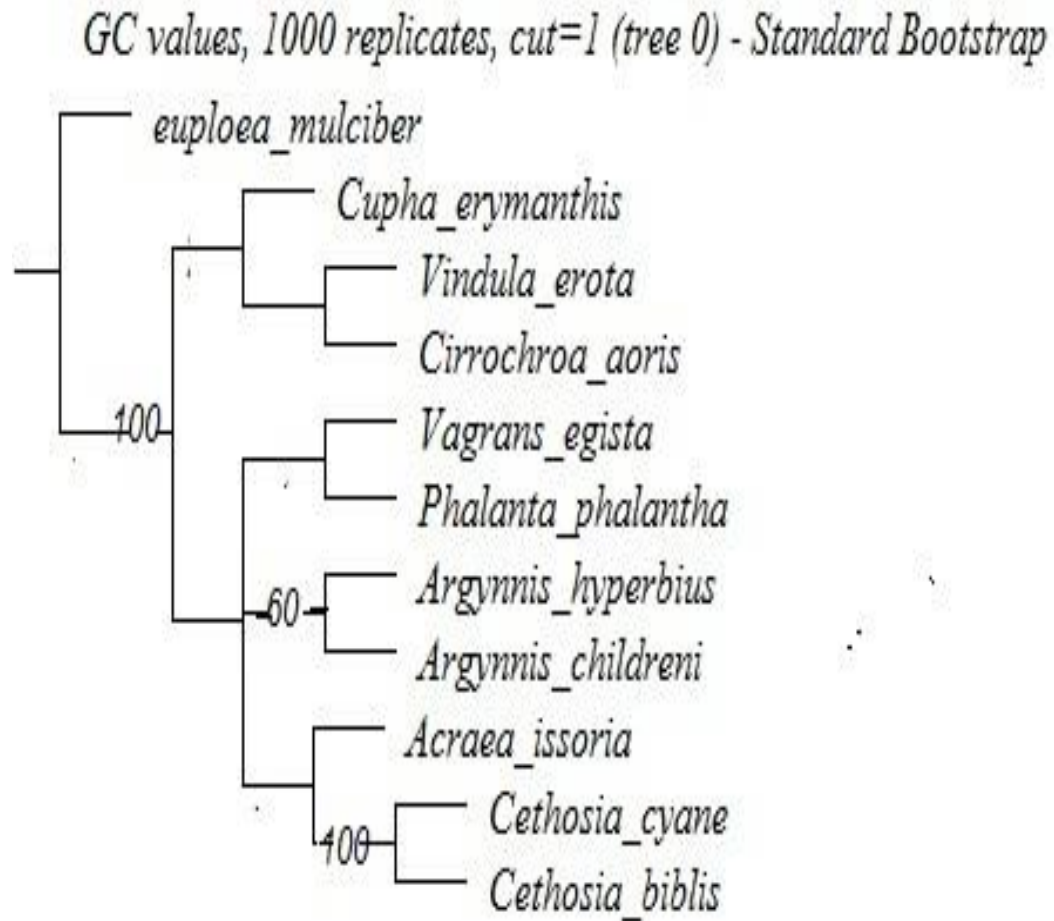 GC values, 1000 replicates, cut=1 (tree 0) - Standard Bootstrap
euploea_mulciber
Cupha_erymanthis
Vindula_erota
Cirrochroa_aoris
100
Vagrans_egista
Phalanta_phalantha
Argynnis_hyperbius
60
Argynnis_childreni
Acraea_issoria
Cethosia_cyane
100
Cethosia_biblis